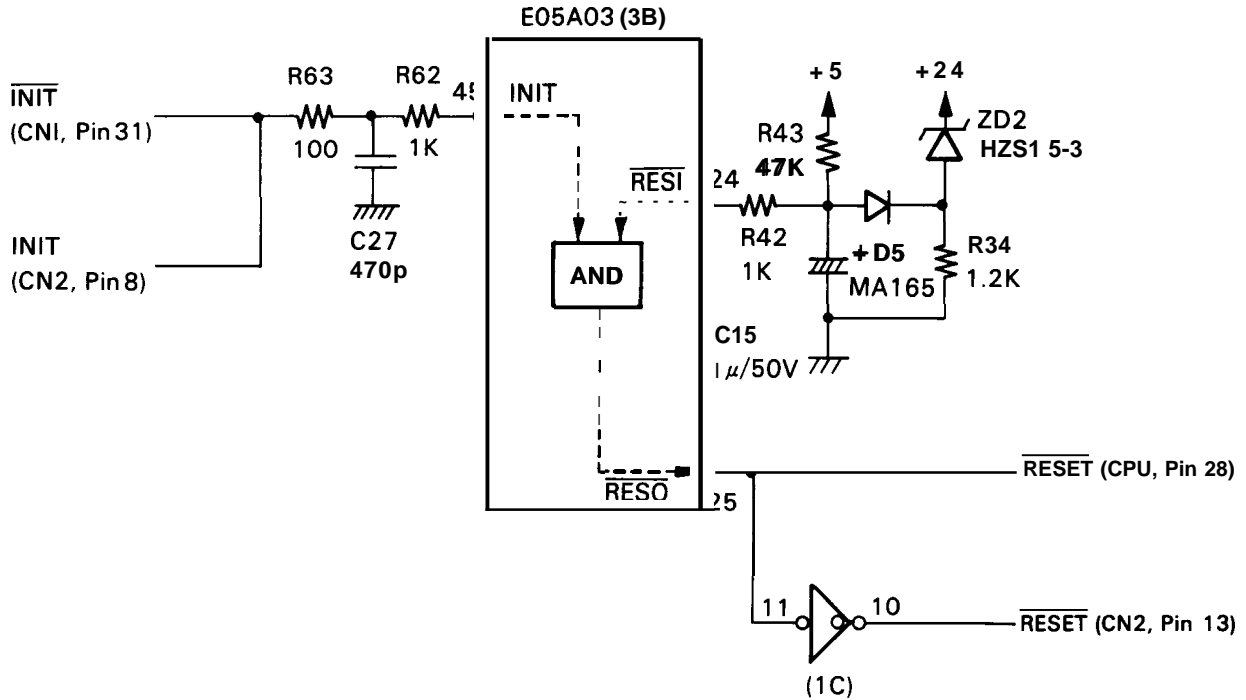 E05A03 (3B)
INIT
(CNI, Pin 31)
R63
100
R62
1K
INIT
C27
470p
INIT
(CN2, Pin 8)
RESI
AND
RESO
24
R42
1K
+5
R43
47K
+24
ZD2
HZS1 5-3
+ D5
MA165
R34
1.2K
C15
μ/50V
RESET (CPU, Pin 28)
25
11
10
RESET (CN2, Pin 13)
(1C)